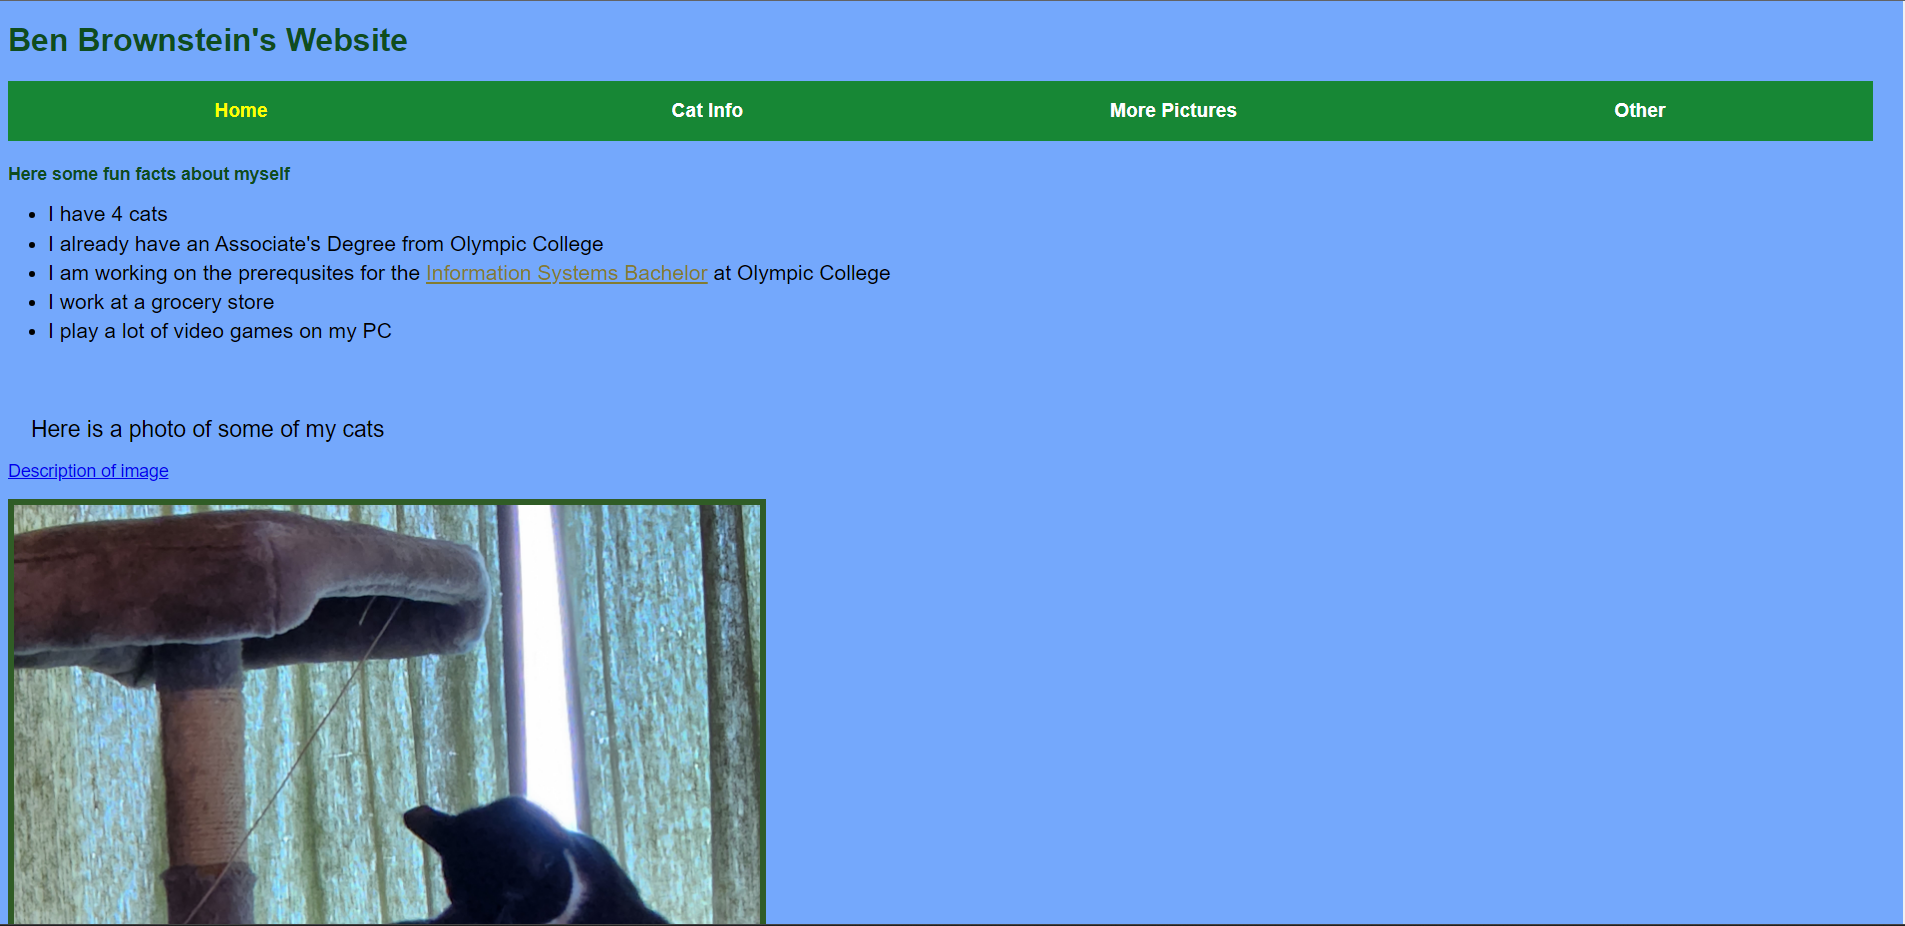 Ben Brownstein's Website
Home Cat Info More Pictures Other
Here some fun facts about myself
I have 4 cats
I already have an Associate's Degree from Olympic College
I am working on the prerequsites for the Information Systems Bachelor at Olympic College
I work at a grocery store
I play a lot of video games on my PC
Here is a photo of some of my cats
Description of image